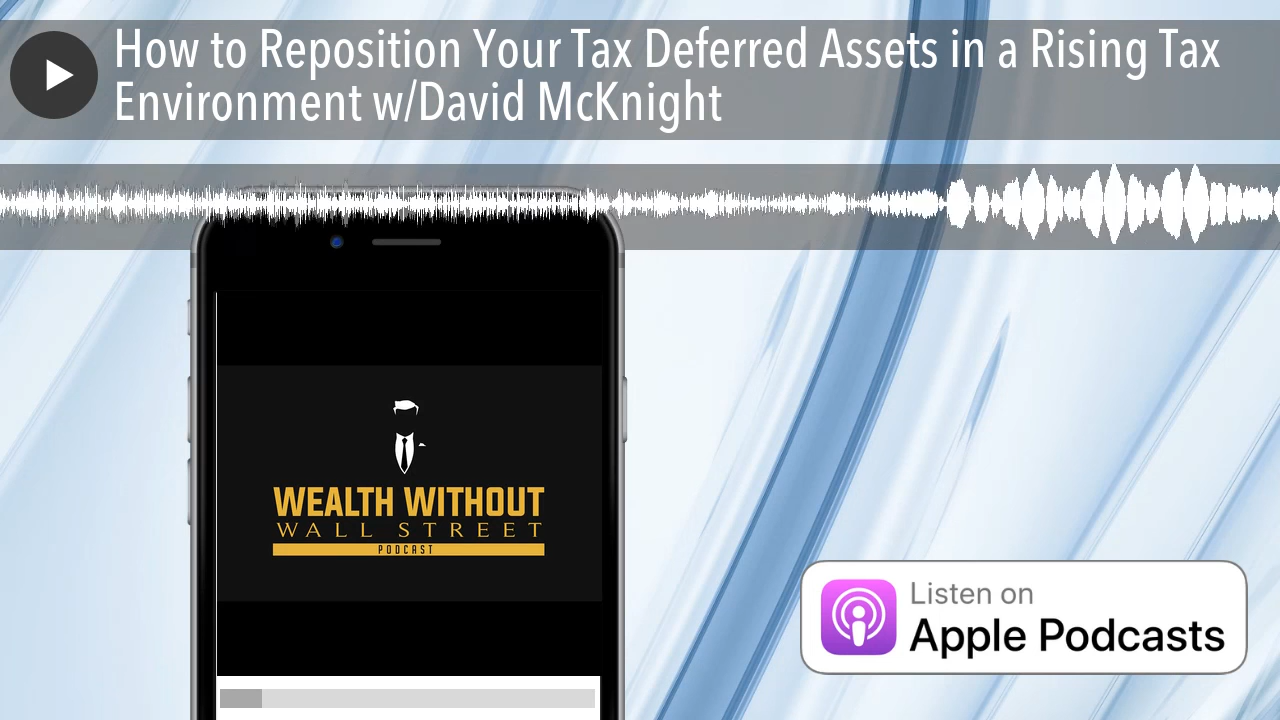 How to Reposition Your Tax Deferred Assets in a Rising Tax
Environment w/David McKnight
WEALTH WITHOUT
WALL STREET
PODCAST
Listen on
Apple Podcasts